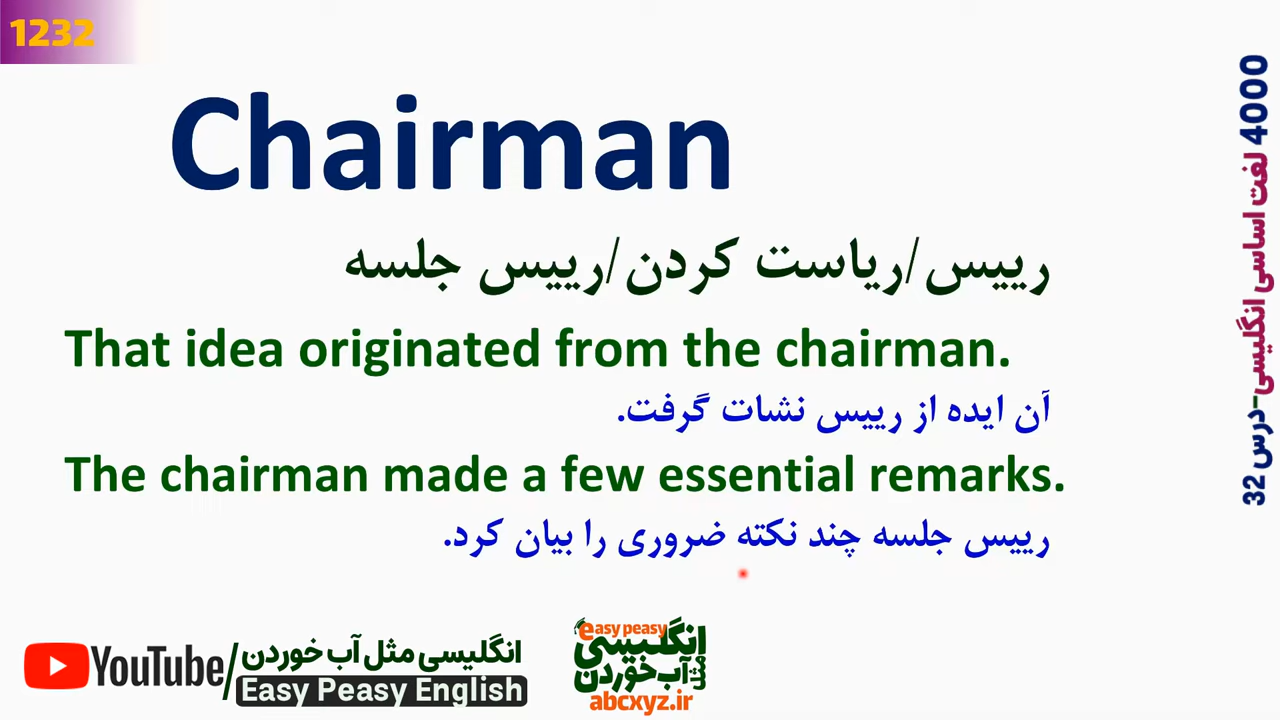 1232
Chairman
رییس/ریاست کردن/رییس جلسه
That idea originated from the chairman.
آن ایده از رییس نشات گرفت.
The chairman made a few essential remarks.
رییس جلسه چند نکته ضروری را بیان کرد.
4000 لغت اساسی انگلیسی-درس 32
YouTube/انگلیسی مثل آب خوردن
Easy Peasy English
easy peasy
انگلیسی
مثل آب خوردن
abcxyz.ir